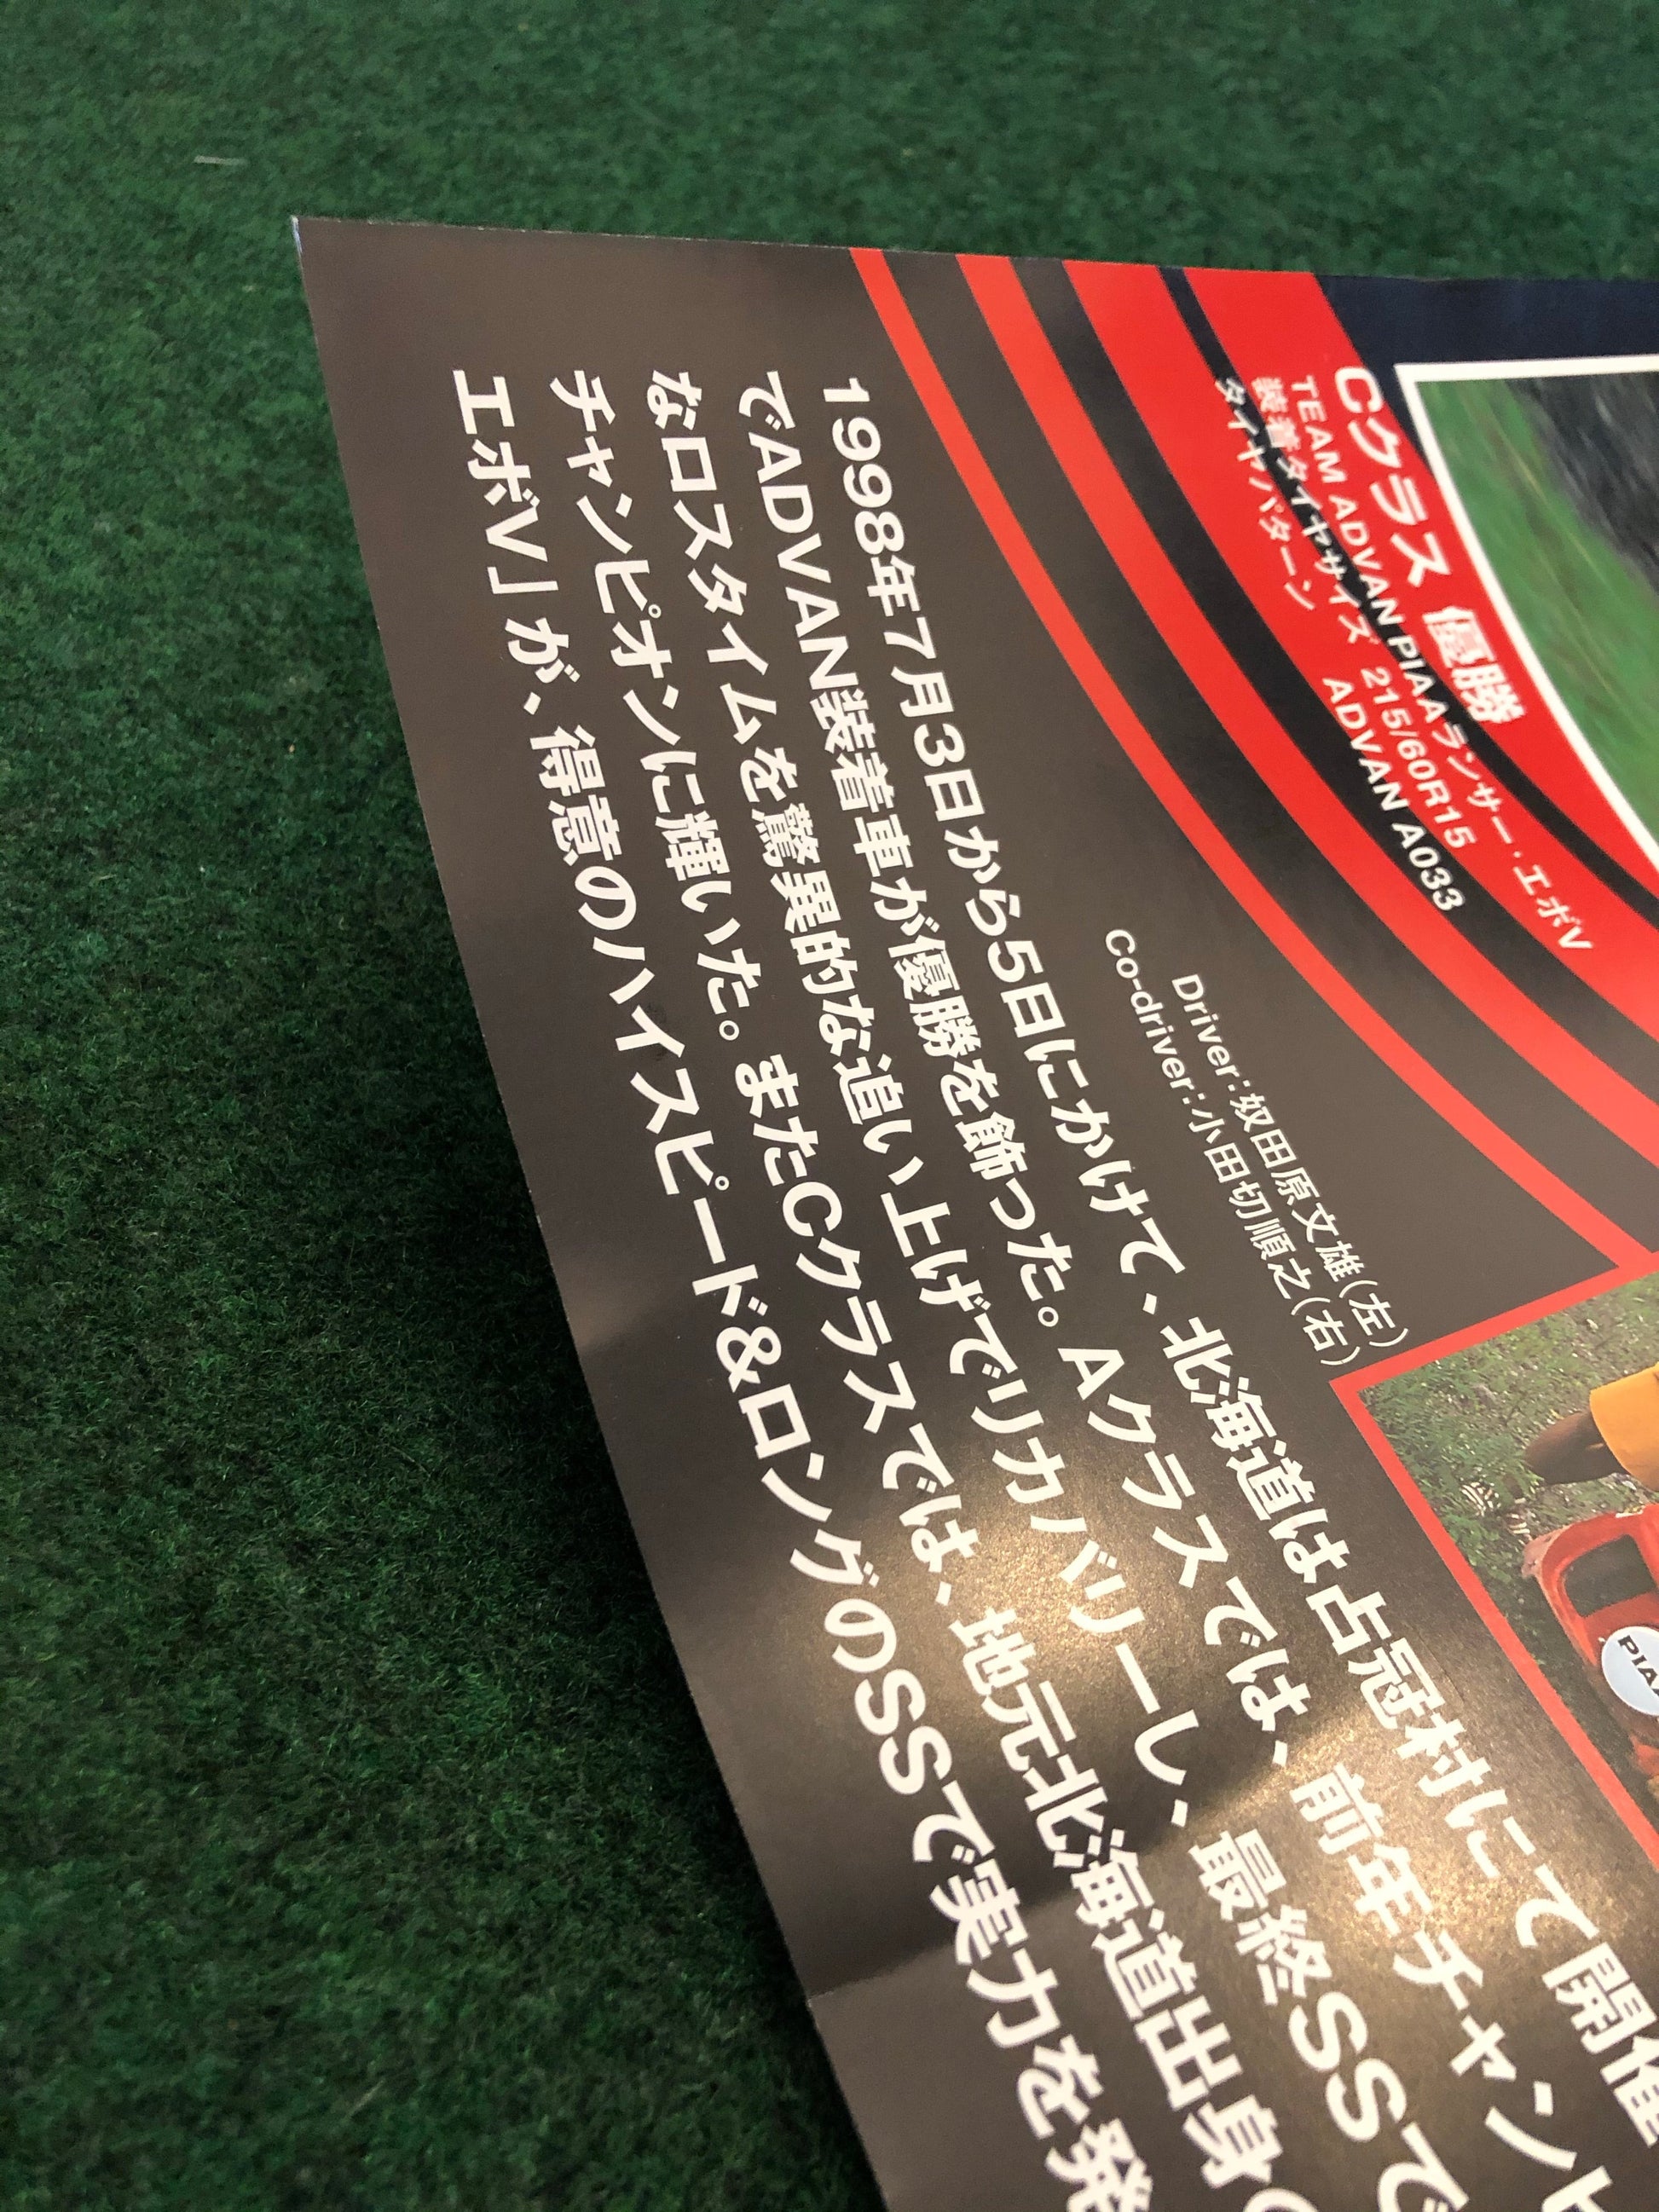 Cクラス 優勝
TEAM ADVAN PIAAランサー・エボV
装着タイヤサイズ 215/60R15
タイヤパターン ADVAN A033
Driver:奴田原文雄(左)
Co-driver:小田切順之(右)
PIAA
1998年7月3日から5日にかけて、北海道は占冠村にて開催
でADVAN装着車が優勝を飾った。Aクラスでは、前年チャンピ
なロスタイムを驚異的な追い上げでリカバリーし、最終SSで
チャンピオンに輝いた。またCクラスでは、地元北海道出身の
エボV」が、得意のハイスピード&ロングのSSで実力を発